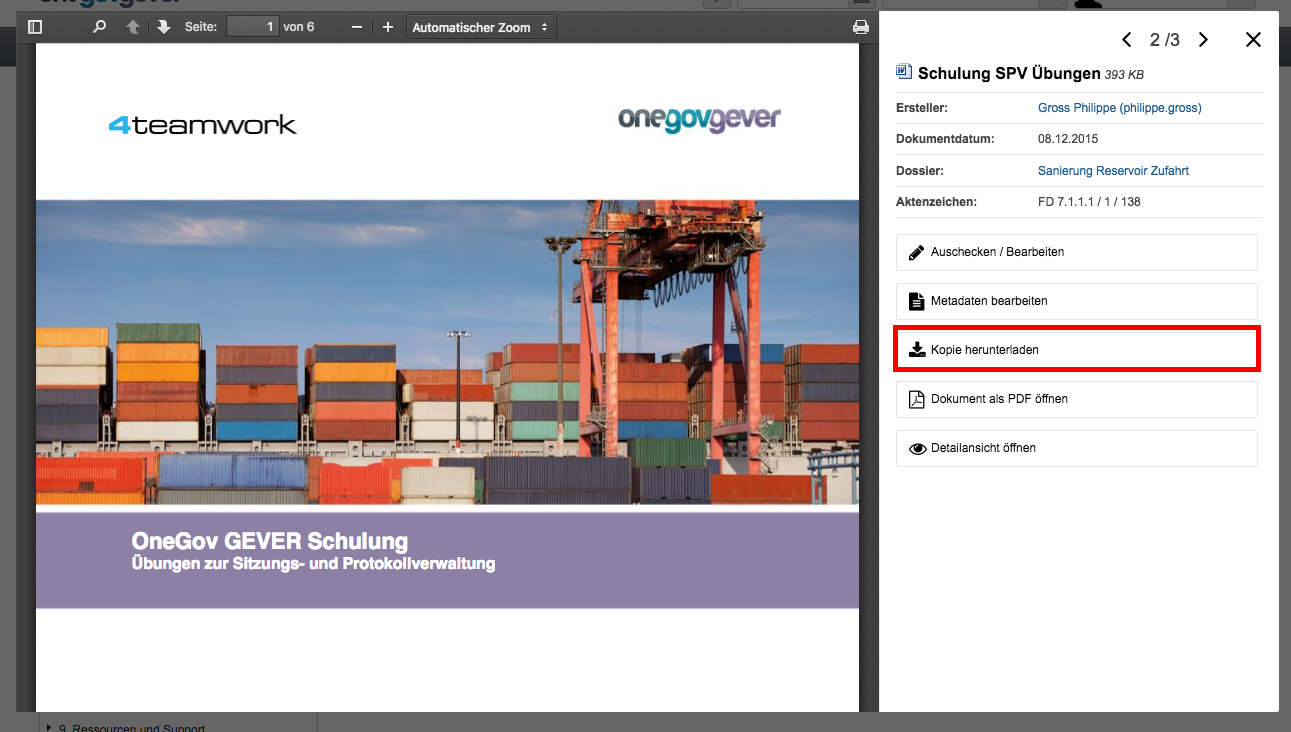 Seite: 1 von 6
Automatischer Zoom
4teamwork
onegovgever
OneGov GEVER Schulung
Übungen zur Sitzungs- und Protokollverwaltung
2 /3
Schulung SPV Übungen 393 KB
Ersteller: Gross Philippe (philippe.gross)
Dokumentdatum: 08.12.2015
Dossier: Sanierung Reservoir Zufahrt
Aktenzeichen: FD 7.1.1.1 / 1 / 138
Auschecken / Bearbeiten
Metadaten bearbeiten
Kopie herunterladen
Dokument als PDF öffnen
Detailansicht öffnen
9. Ressourcen und Support